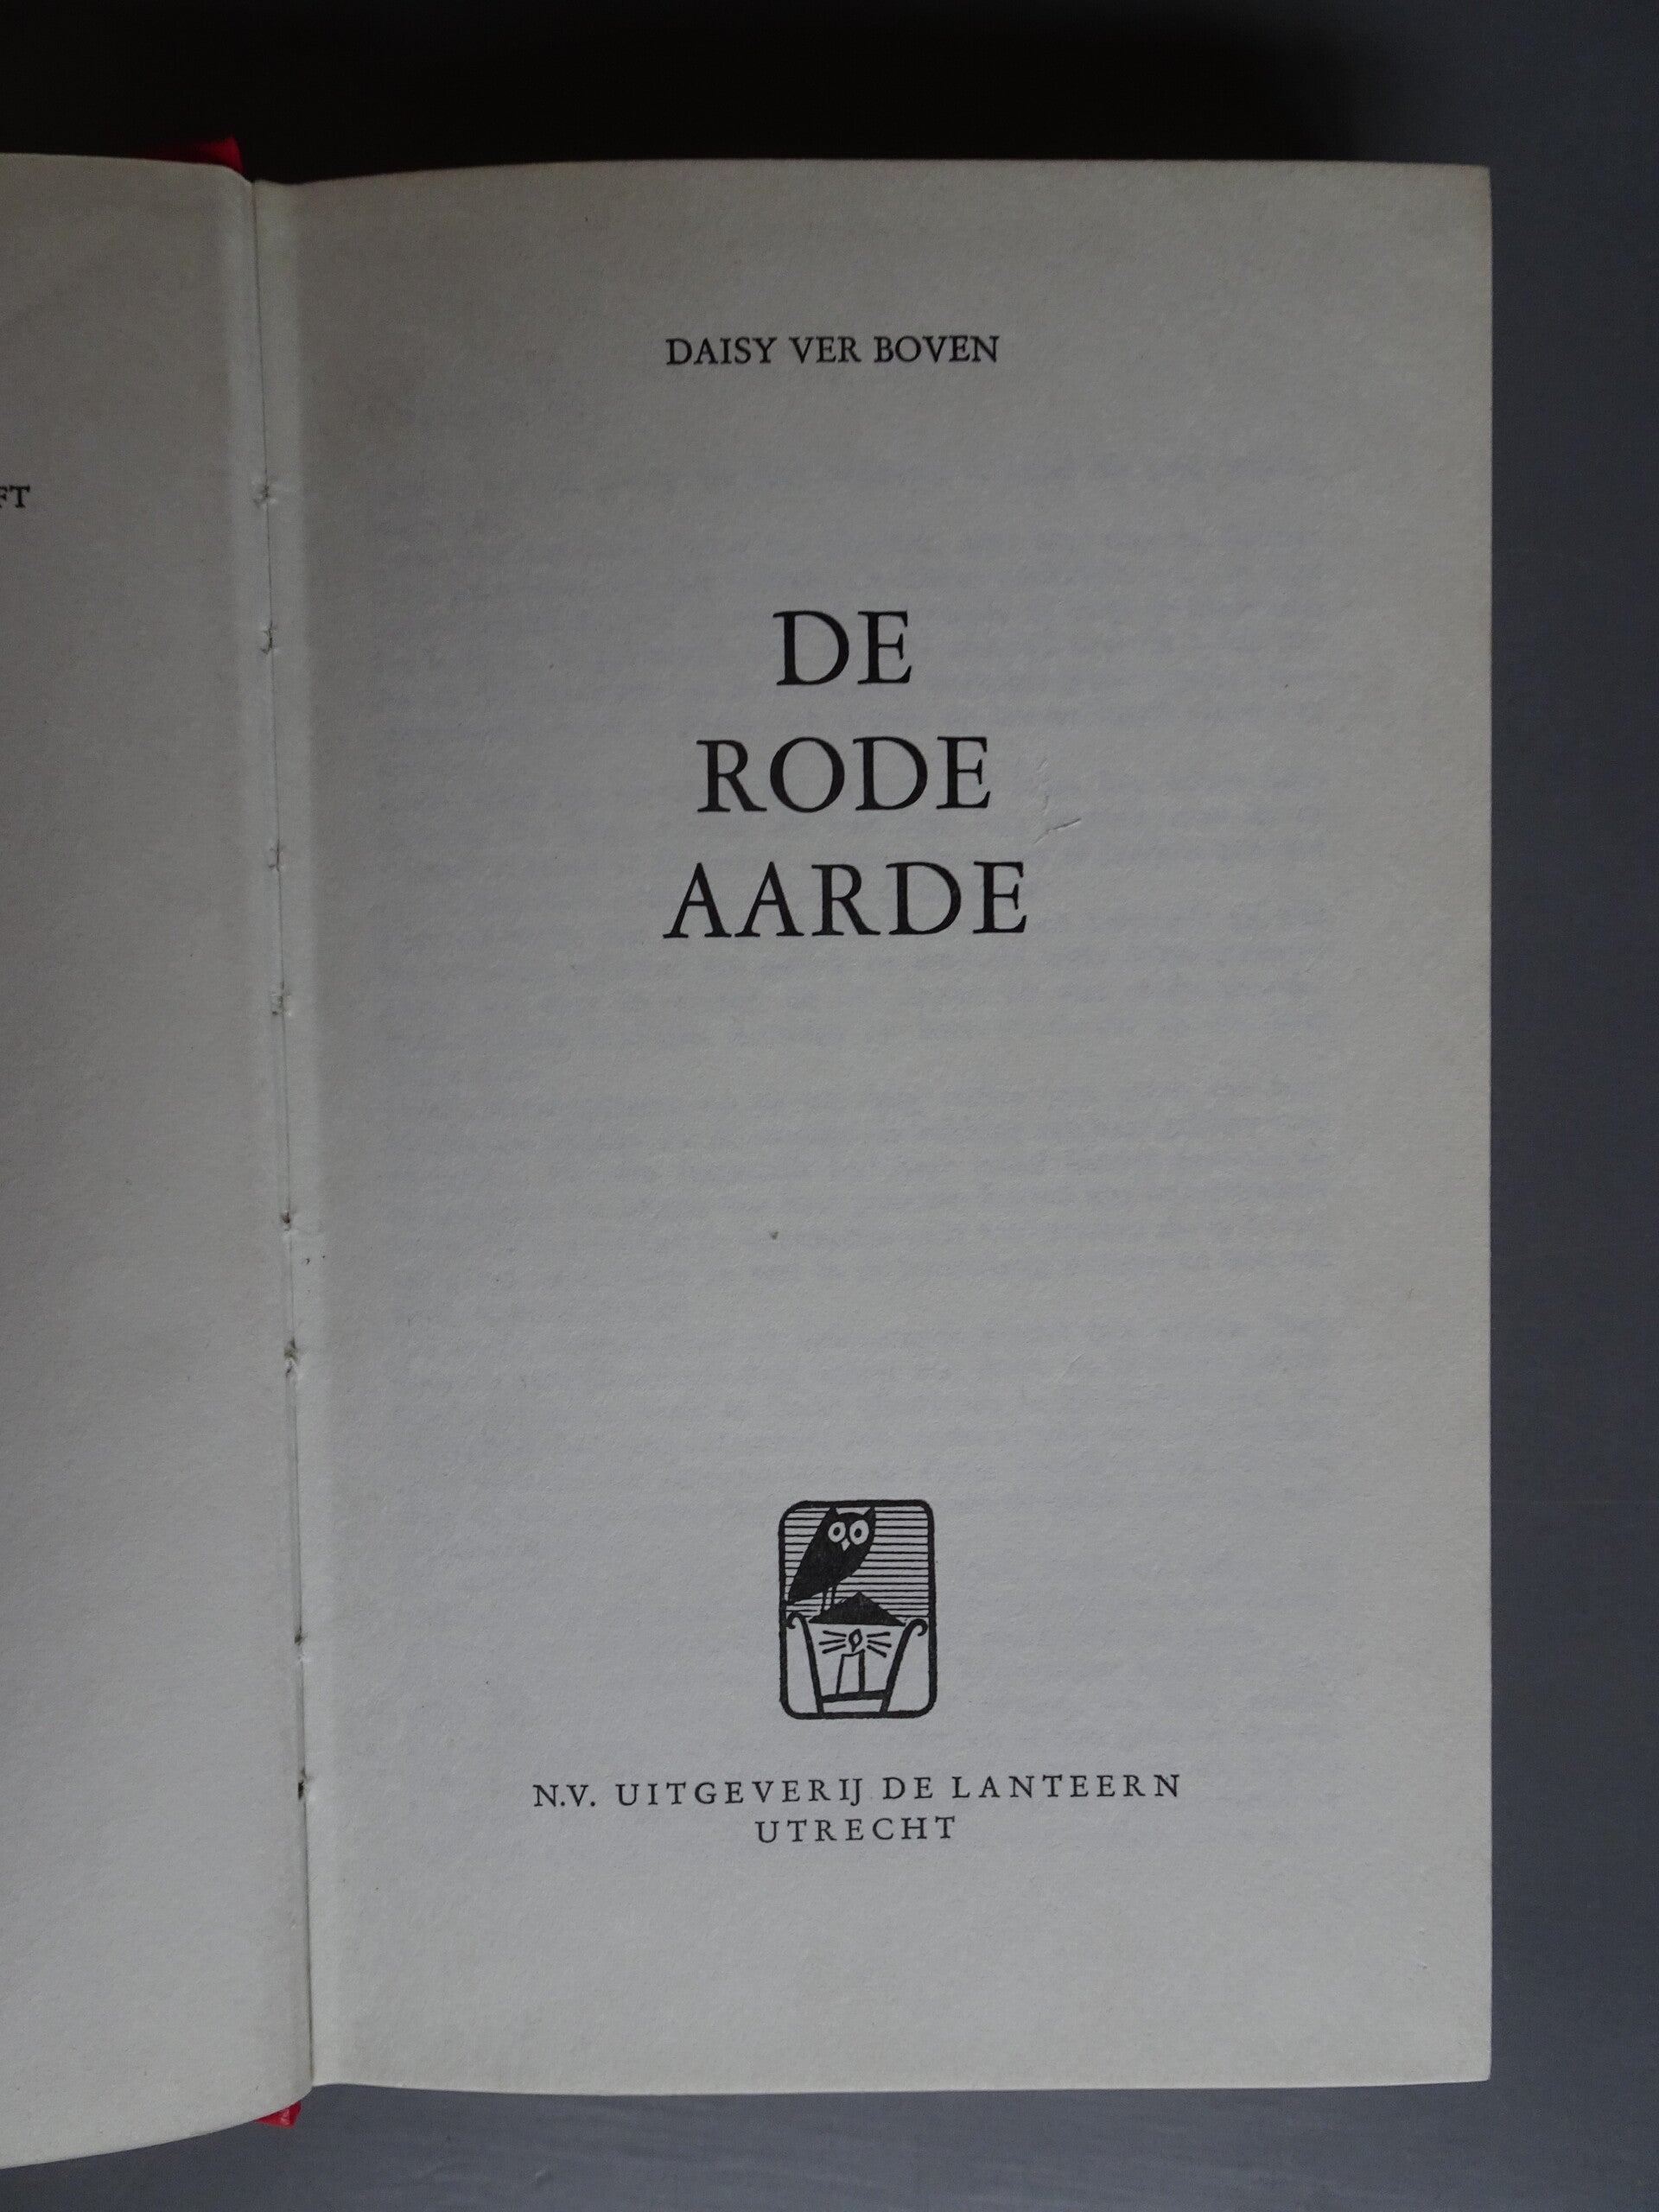 DAISY VER BOVEN
DE
RODE
AARDE
N.V. UITGEVERIJ DE LANTEERN
UTRECHT